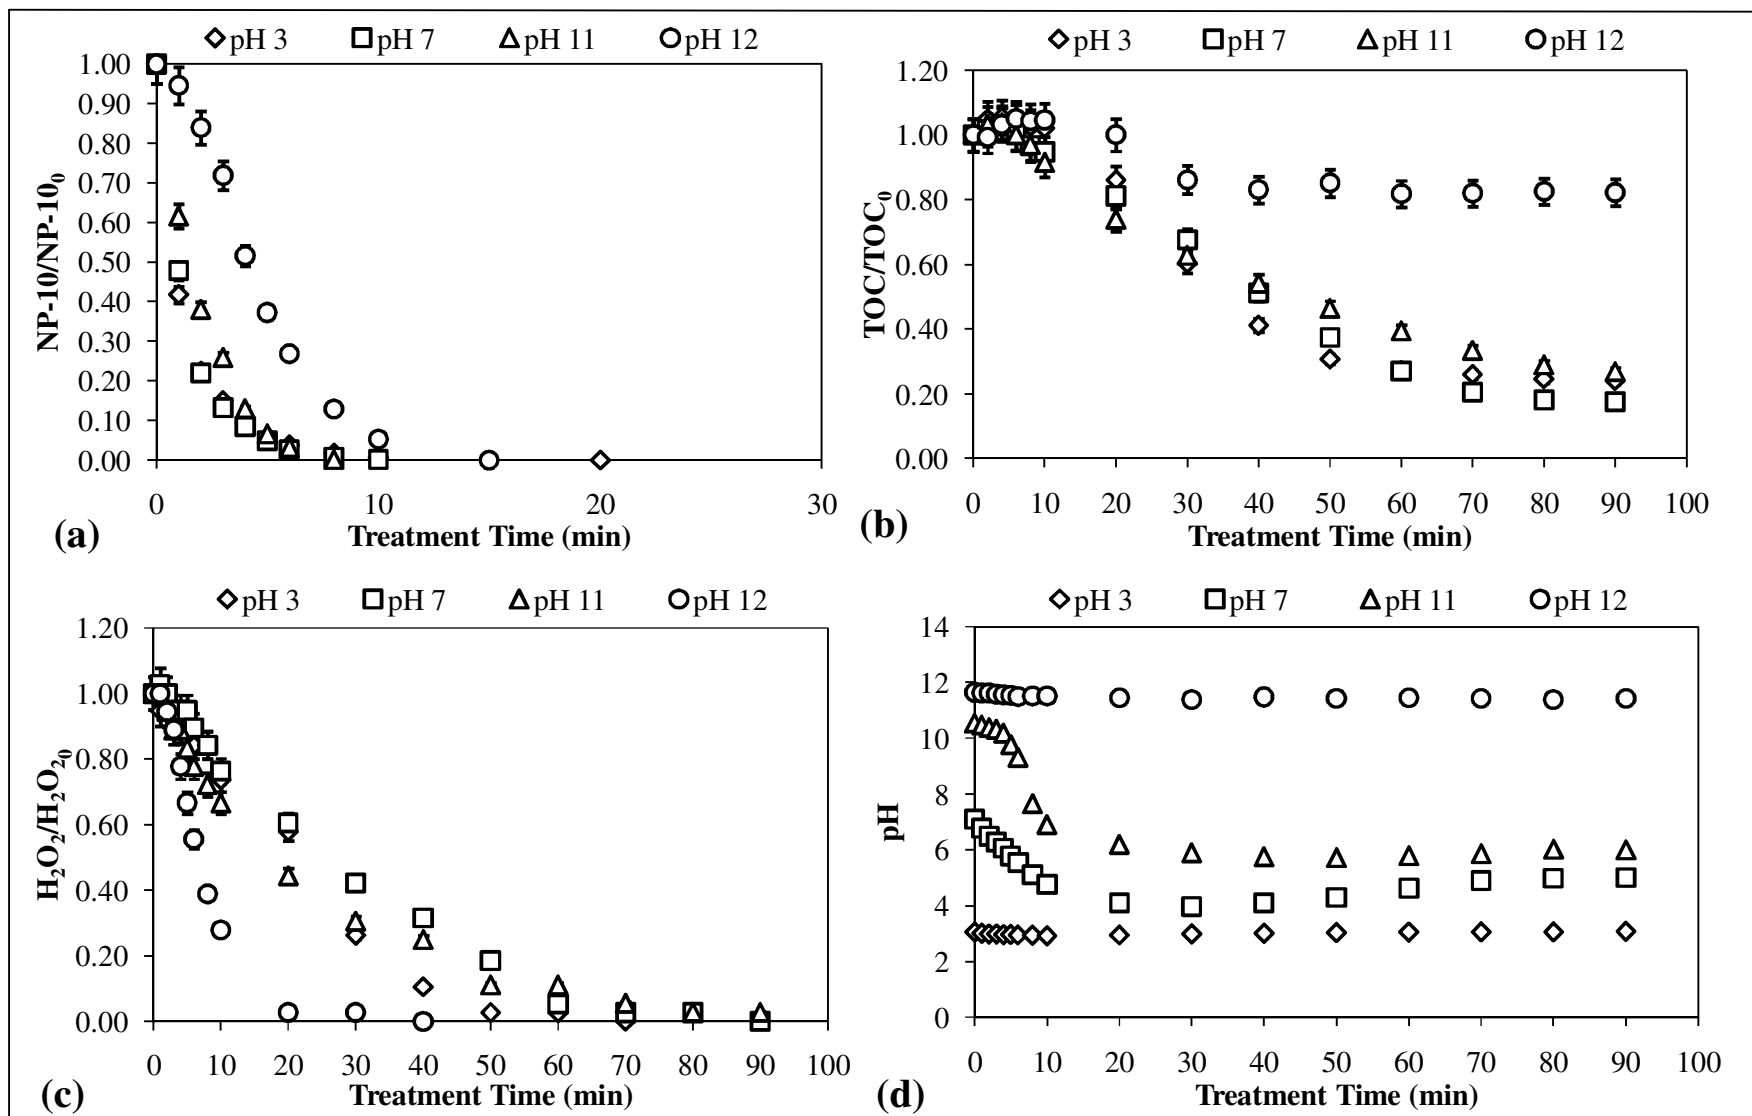 pH 3 pH 7 pH 11 pH 12
1.00
0.90
0.80
0.70
0.60
0.50
0.40
0.30
0.20
0.10
0.00
NP-10/NP-10₀
0 10 20 30
Treatment Time (min)
(a)
pH 3 pH 7 pH 11 pH 12
1.20
1.00
0.80
0.60
0.40
0.20
0.00
TOC/TOC₀
0 10 20 30 40 50 60 70 80 90 100
Treatment Time (min)
(b)
pH 3 pH 7 pH 11 pH 12
1.20
1.00
0.80
0.60
0.40
0.20
0.00
H₂O₂/H₂O₂₀
0 10 20 30 40 50 60 70 80 90 100
Treatment Time (min)
(c)
pH 3 pH 7 pH 11 pH 12
14
12
10
8
6
4
2
0
pH
0 10 20 30 40 50 60 70 80 90 100
Treatment Time (min)
(d)